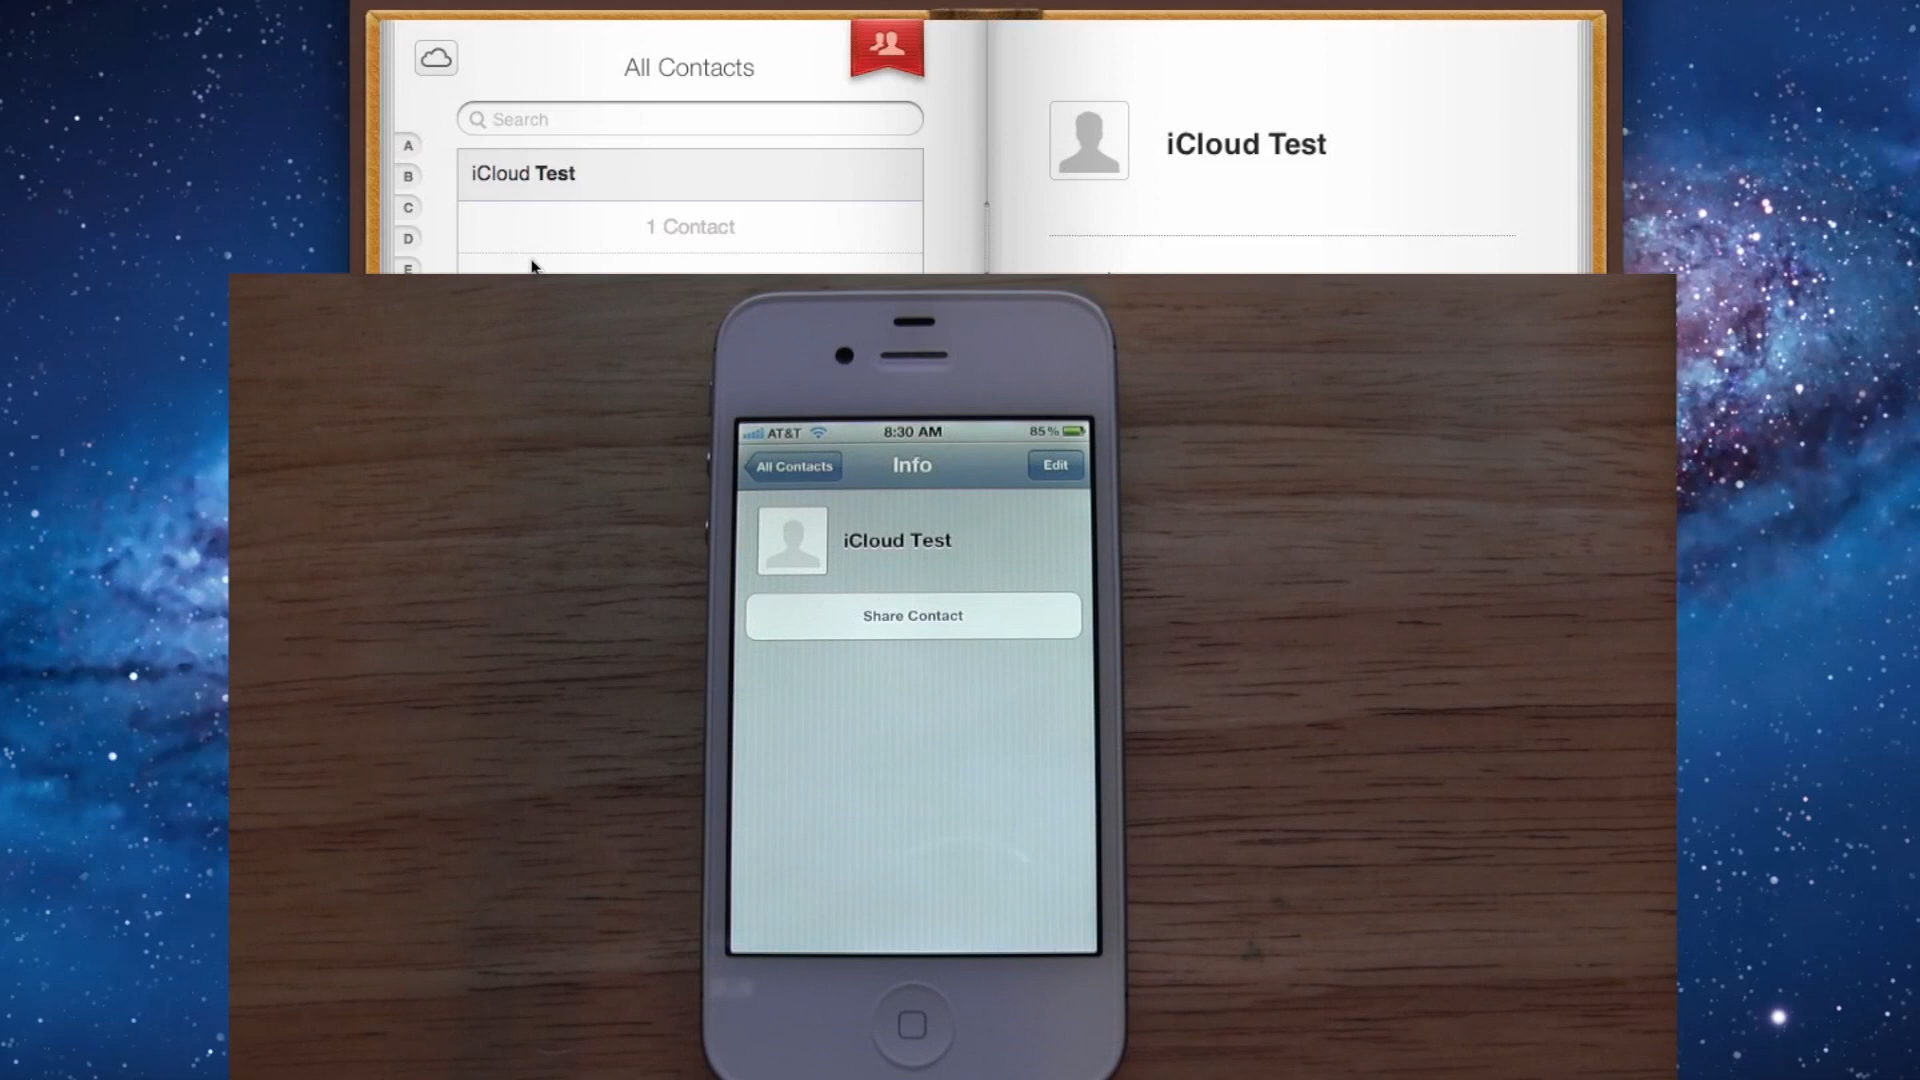 All Contacts
Search
A
B
C
D
E
iCloud Test
1 Contact
iCloud Test
AT&T 8:30 AM 85%
All Contacts Info Edit
iCloud Test
Share Contact